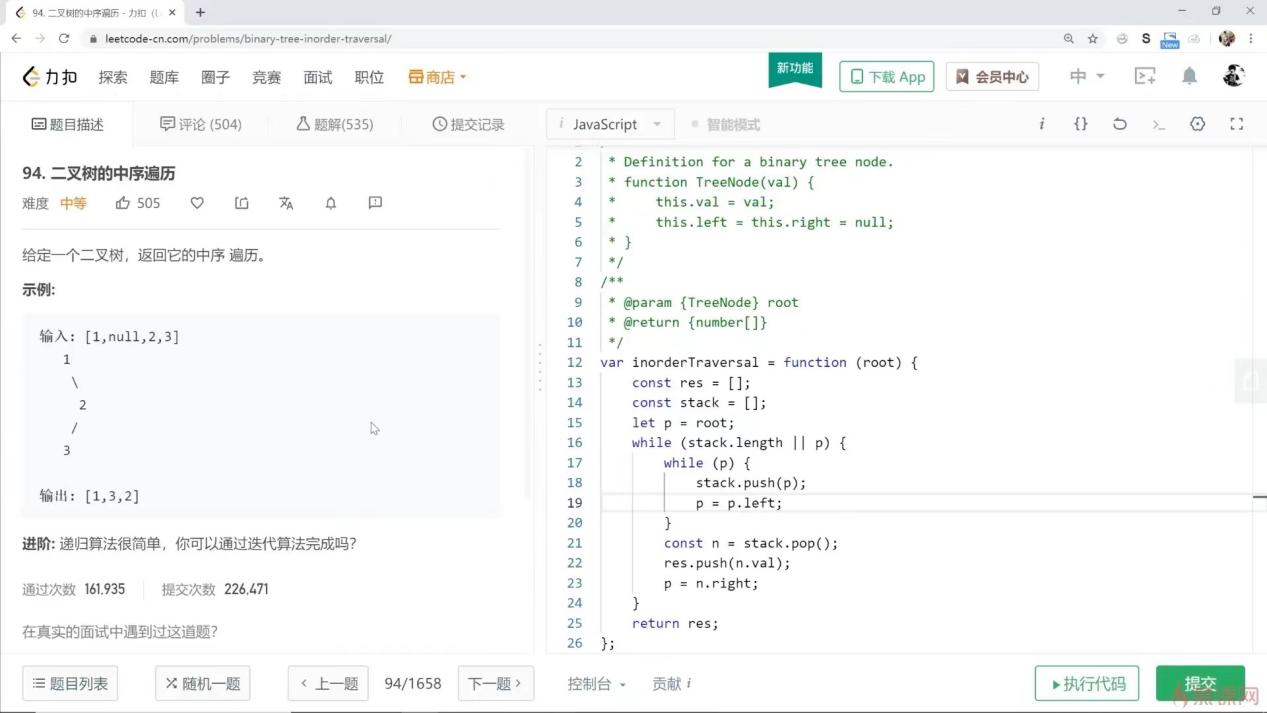 94. 二叉树的中序遍历 - 力扣（L
leetcode-cn.com/problems/binary-tree-inorder-traversal/
S
New
力扣 探索 题库 圈子 竞赛 面试 职位 商店 新功能 下载 App 会员中心 中
题目描述 评论 (504) 题解(535) 提交记录
i JavaScript 智能模式 i {} >_
94. 二叉树的中序遍历
难度 中等 505
给定一个二叉树，返回它的中序 遍历。
示例:
输入: [1,null,2,3]
1
\
2
/
3
输出: [1,3,2]
进阶: 递归算法很简单，你可以通过迭代算法完成吗？
通过次数 161,935 提交次数 226,471
在真实的面试中遇到过这道题？
2 * Definition for a binary tree node.
3 * function TreeNode(val) {
4 *     this.val = val;
5 *     this.left = this.right = null;
6 * }
7 */
8 /**
9 * @param {TreeNode} root
10 * @return {number[]}
11 */
12 var inorderTraversal = function (root) {
13     const res = [];
14     const stack = [];
15     let p = root;
16     while (stack.length || p) {
17         while (p) {
18             stack.push(p);
19             p = p.left;
20         }
21         const n = stack.pop();
22         res.push(n.val);
23         p = n.right;
24     }
25     return res;
26 };
题目列表 随机一题 上一题 94/1658 下一题 控制台 贡献 i 执行代码 提交
慕课网